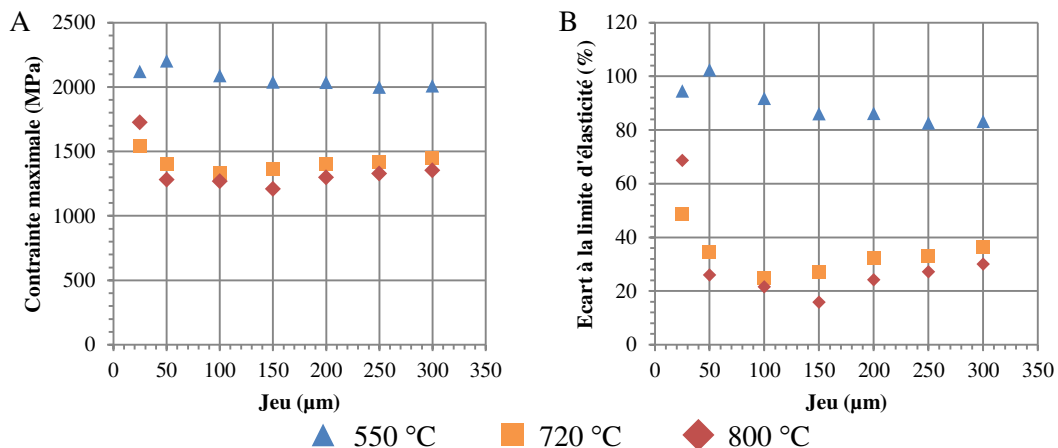 A
Contrainte maximale (MPa)
2500
2000
1500
1000
500
0
0 50 100 150 200 250 300 350
Jeu (µm)
B
Ecart à la limite d'élasticité (%)
120
100
80
60
40
20
0
0 50 100 150 200 250 300 350
Jeu (µm)
550 °C 720 °C 800 °C